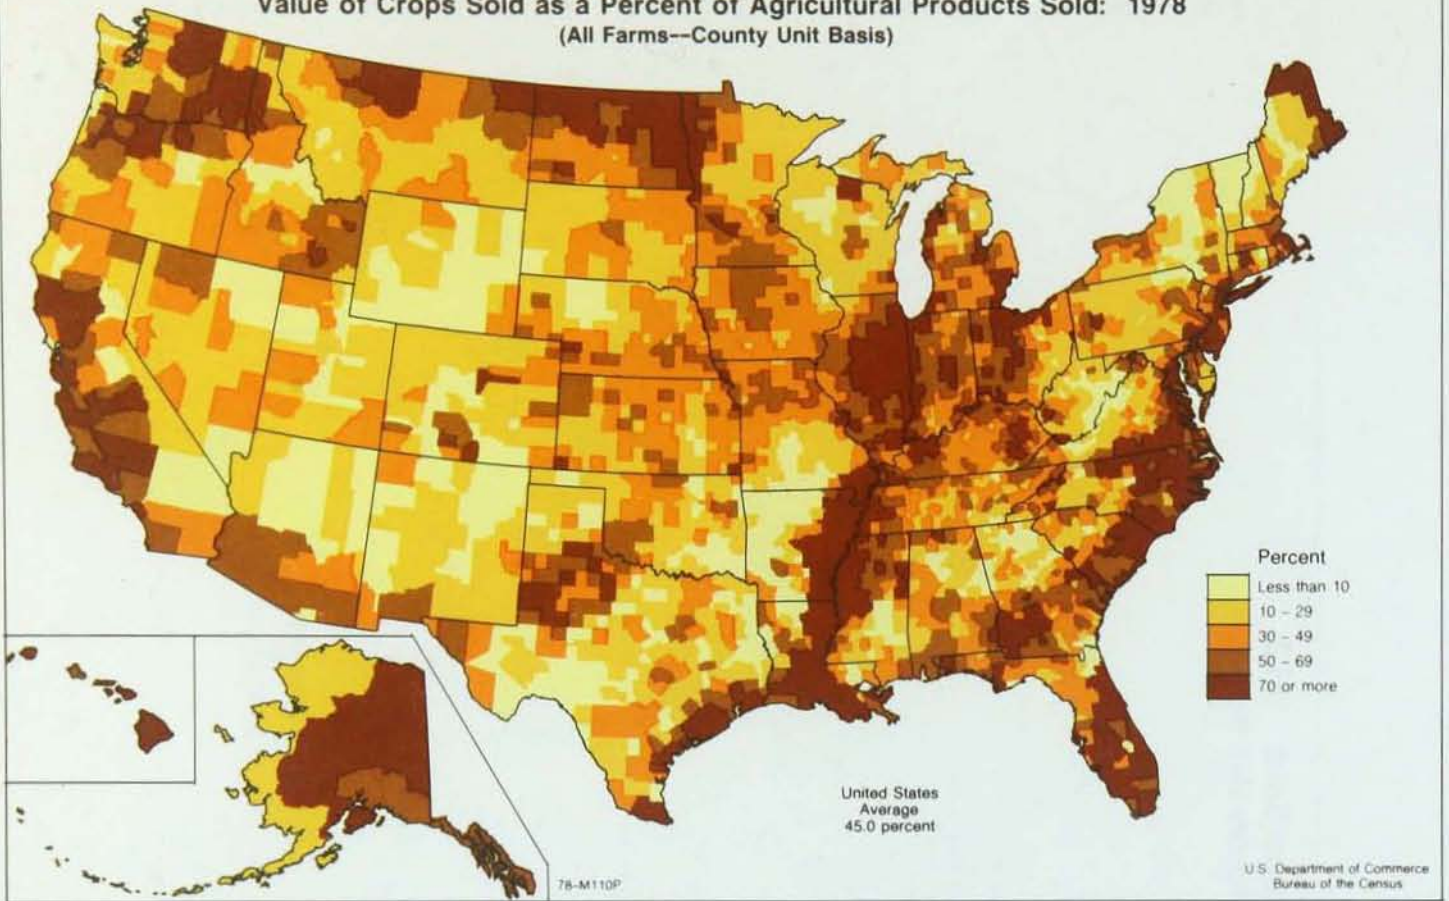 Value of Crops Sold as a Percent of Agricultural Products Sold: 1978
(All Farms--County Unit Basis)
Percent
Less than 10
10 - 29
30 - 49
50 - 69
70 or more
United States
Average
45.0 percent
78-M110P
U.S. Department of Commerce
Bureau of the Census